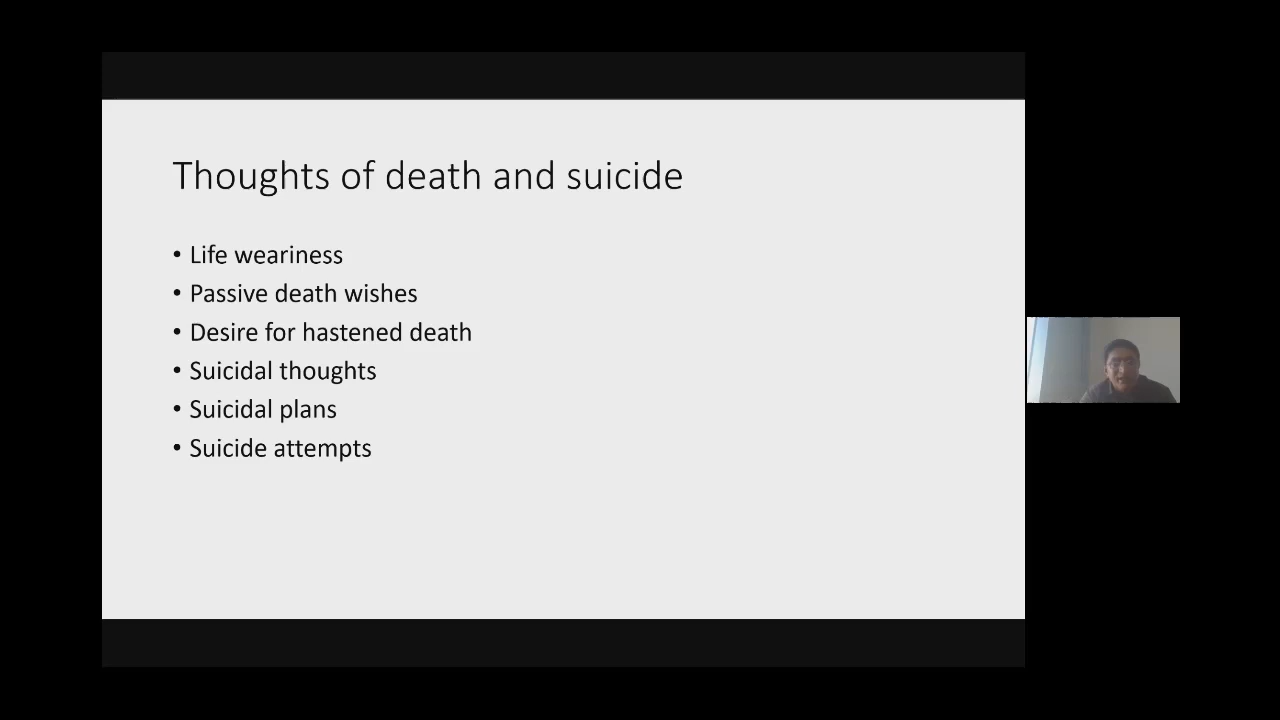 Thoughts of death and suicide
• Life weariness
• Passive death wishes
• Desire for hastened death
• Suicidal thoughts
• Suicidal plans
• Suicide attempts